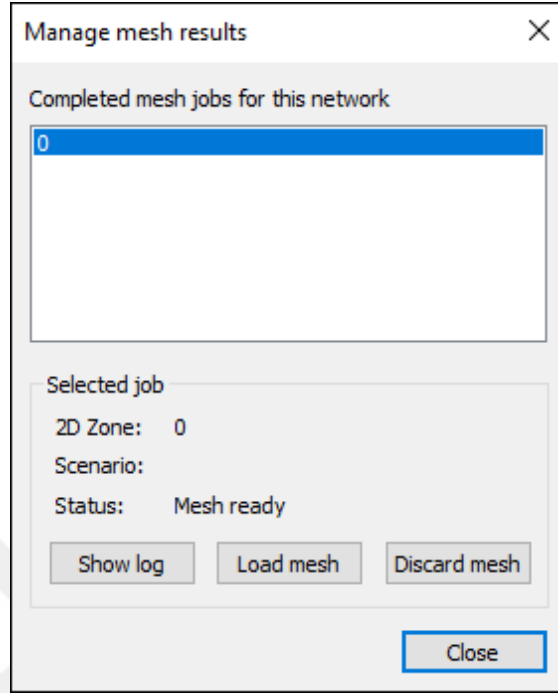 Manage mesh results
Completed mesh jobs for this network
0
Selected job
2D Zone: 0
Scenario:
Status: Mesh ready
Show log Load mesh Discard mesh
Close